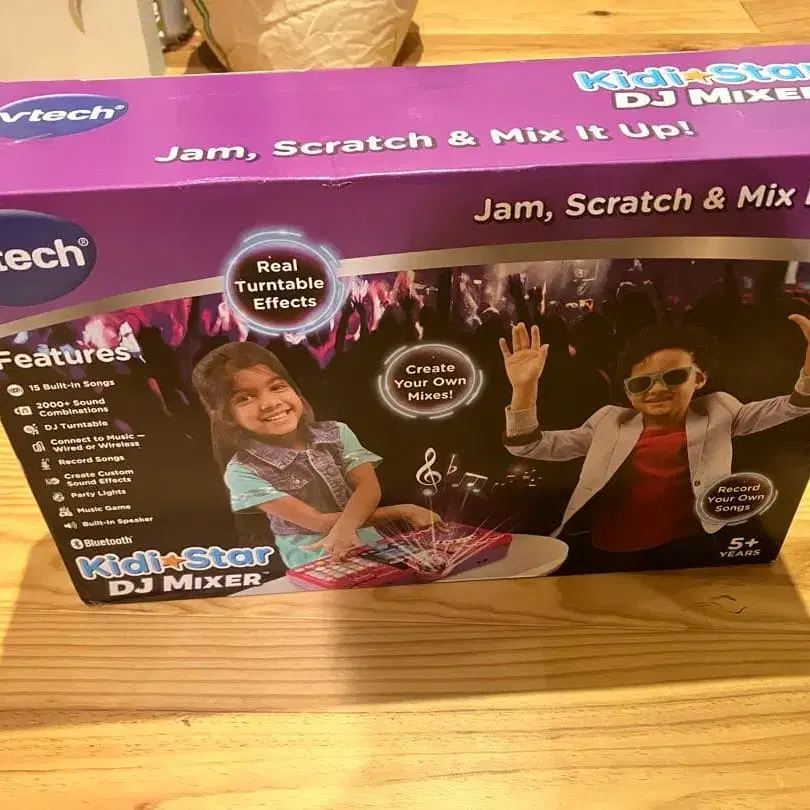 vtech®
Kidi Star
DJ MIXER
Jam, Scratch & Mix It Up!
Jam, Scratch & Mix
tech®
Real
Turntable
Effects
Features
15 Built-In Songs
2000+ Sound
Combinations
DJ Turntable
Connect to Music —
Wired or Wireless
Record Songs
Create Custom
Sound Effects
Party Lights
Music Game
Built-In Speaker
Bluetooth®
Kidi Star
DJ MIXER™
Create
Your Own
Mixes!
Record
Your Own
Songs
5+
YEARS